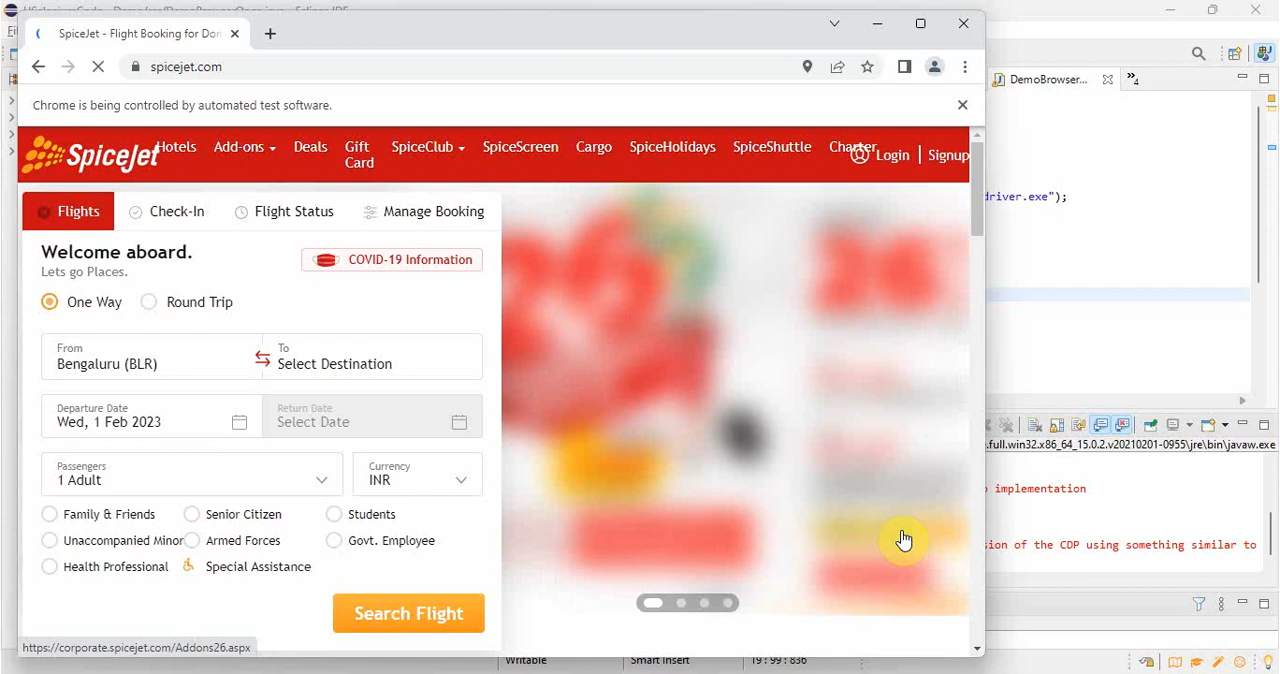 SpiceJet - Flight Booking for Don
spicejet.com
Chrome is being controlled by automated test software.
spiceJet
Hotels
Add-ons
Deals
Gift Card
SpiceClub
SpiceScreen
Cargo
SpiceHolidays
SpiceShuttle
Charter
Login
Signup
Flights
Check-In
Flight Status
Manage Booking
Welcome aboard.
Lets go Places.
COVID-19 Information
One Way
Round Trip
From
To
Bengaluru (BLR)
Select Destination
Departure Date
Return Date
Wed, 1 Feb 2023
Select Date
Passengers
Currency
1 Adult
INR
Family & Friends
Senior Citizen
Students
Unaccompanied Minor
Armed Forces
Govt. Employee
Health Professional
Special Assistance
Search Flight
https://corporate.spicejet.com/Addons26.aspx
DemoBrowser...
4
driver.exe");
.full.win32.x86_64_15.0.2.v20210201-0955\jre\bin\javaw.exe
implementation
sion of the CDP using something similar to
Writable
Smart Insert
19 : 99 : 836